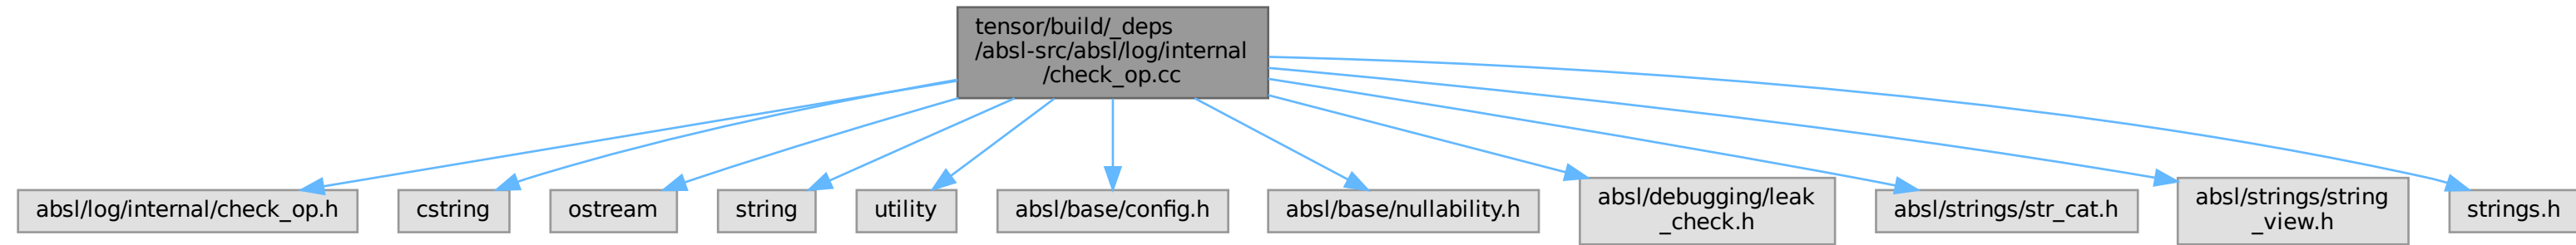 tensor/build/_deps
/absl-src/absl/log/internal
/check_op.cc
absl/log/internal/check_op.h
cstring
ostream
string
utility
absl/base/config.h
absl/base/nullability.h
absl/debugging/leak
_check.h
absl/strings/str_cat.h
absl/strings/string
_view.h
strings.h